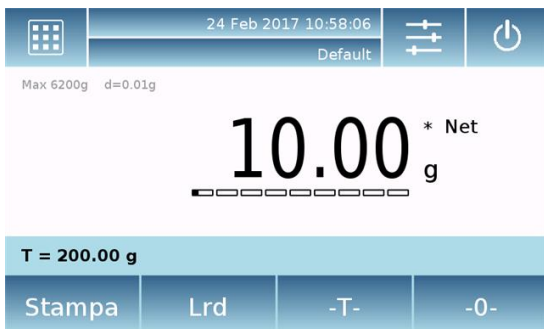 24 Feb 2017 10:58:06
Default
Max 6200g d=0.01g
10.00 * Net
g
T = 200.00 g
Stampa Lrd -T- -0-